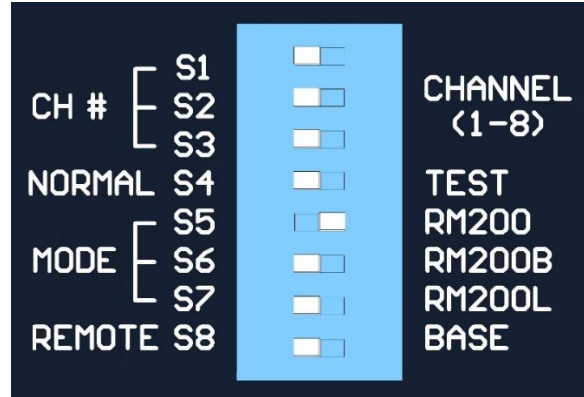 S1
CH # S2 CHANNEL
S3 (1-8)
NORMAL S4 TEST
S5 RM200
MODE S6 RM200B
S7 RM200L
REMOTE S8 BASE